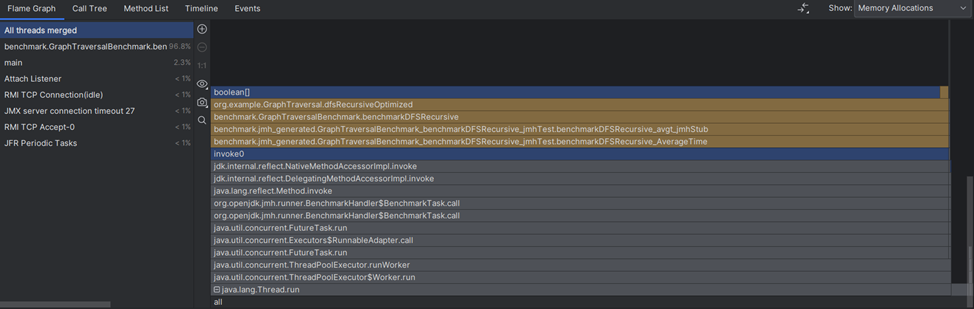 Flame Graph Call Tree Method List Timeline Events Show: Memory Allocations
All threads merged
benchmark.GraphTraversalBenchmark.ben 96.8%
main 2.3%
Attach Listener < 1%
RMI TCP Connection(idle) < 1%
JMX server connection timeout 27 < 1%
RMI TCP Accept-0 < 1%
JFR Periodic Tasks < 1%
1:1
boolean[]
org.example.GraphTraversal.dfsRecursiveOptimized
benchmark.GraphTraversalBenchmark.benchmarkDFSRecursive
benchmark.jmh_generated.GraphTraversalBenchmark_benchmarkDFSRecursive_jmhTest.benchmarkDFSRecursive_avgt_jmhStub
benchmark.jmh_generated.GraphTraversalBenchmark_benchmarkDFSRecursive_jmhTest.benchmarkDFSRecursive_AverageTime
invoke0
jdk.internal.reflect.NativeMethodAccessorImpl.invoke
jdk.internal.reflect.DelegatingMethodAccessorImpl.invoke
java.lang.reflect.Method.invoke
org.openjdk.jmh.runner.BenchmarkHandler$BenchmarkTask.call
org.openjdk.jmh.runner.BenchmarkHandler$BenchmarkTask.call
java.util.concurrent.FutureTask.run
java.util.concurrent.Executors$RunnableAdapter.call
java.util.concurrent.FutureTask.run
java.util.concurrent.ThreadPoolExecutor.runWorker
java.util.concurrent.ThreadPoolExecutor$Worker.run
java.lang.Thread.run
all